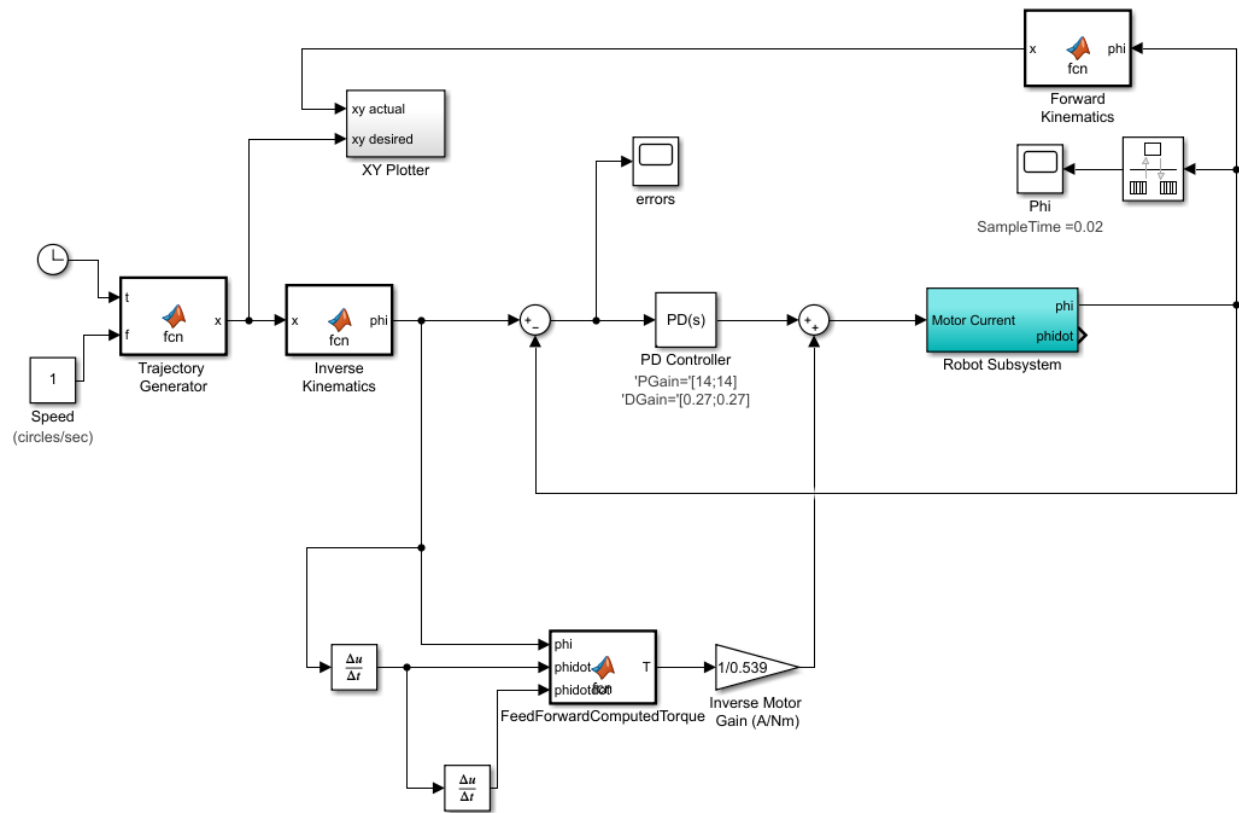 x
phi
fcn
Forward
Kinematics
xy actual
xy desired
XY Plotter
errors
Phi
SampleTime =0.02
t
f
x
fcn
Trajectory
Generator
x
phi
fcn
Inverse
Kinematics
+
−
PD(s)
PD Controller
'PGain='[14;14]
'DGain='[0.27;0.27]
+
+
Motor Current
phi
phidot
Robot Subsystem
1
Speed
(circles/sec)
Δu
Δt
phi
phidot
phidotdot
fcn
T
FeedForwardComputedTorque
1/0.539
Inverse Motor
Gain (A/Nm)
Δu
Δt